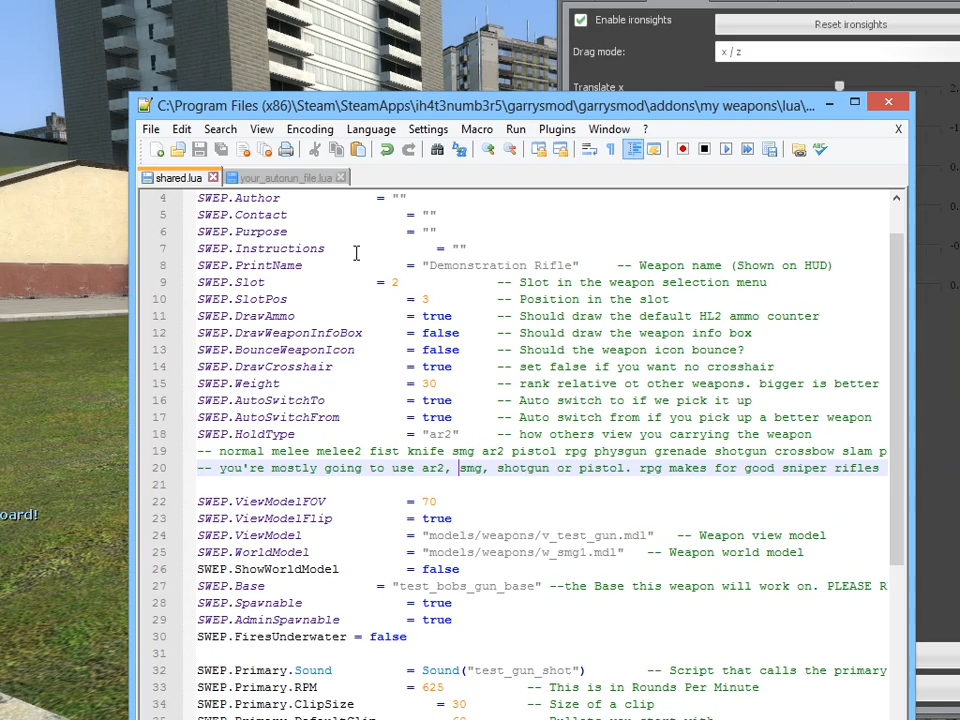 Enable ironsights
Reset ironsights
Drag mode:
x / z
Translate x
2.
C:\Program Files (x86)\Steam\SteamApps\ih4t3numb3r5\garrysmod\garrysmod\addons\my weapons\lua\...
-1
File Edit Search View Encoding Language Settings Macro Run Plugins Window ? X
0.
shared.lua your_autorun_file.lua
4 SWEP.Author = ""
5 SWEP.Contact = ""
6 SWEP.Purpose = ""
7 SWEP.Instructions = ""
8 SWEP.PrintName = "Demonstration Rifle" -- Weapon name (Shown on HUD)
9 SWEP.Slot = 2 -- Slot in the weapon selection menu
10 SWEP.SlotPos = 3 -- Position in the slot
11 SWEP.DrawAmmo = true -- Should draw the default HL2 ammo counter
12 SWEP.DrawWeaponInfoBox = false -- Should draw the weapon info box
13 SWEP.BounceWeaponIcon = false -- Should the weapon icon bounce?
14 SWEP.DrawCrosshair = true -- set false if you want no crosshair
15 SWEP.Weight = 30 -- rank relative ot other weapons. bigger is better
16 SWEP.AutoSwitchTo = true -- Auto switch to if we pick it up
17 SWEP.AutoSwitchFrom = true -- Auto switch from if you pick up a better weapon
18 SWEP.HoldType = "ar2" -- how others view you carrying the weapon
19 -- normal melee melee2 fist knife smg ar2 pistol rpg physgun grenade shotgun crossbow slam p
20 -- you're mostly going to use ar2, smg, shotgun or pistol. rpg makes for good sniper rifles
21
22 SWEP.ViewModelFOV = 70
oard!
23 SWEP.ViewModelFlip = true
24 SWEP.ViewModel = "models/weapons/v_test_gun.mdl" -- Weapon view model
25 SWEP.WorldModel = "models/weapons/w_smg1.mdl" -- Weapon world model
26 SWEP.ShowWorldModel = false
27 SWEP.Base = "test_bobs_gun_base" --the Base this weapon will work on. PLEASE R
28 SWEP.Spawnable = true
29 SWEP.AdminSpawnable = true
30 SWEP.FiresUnderwater = false
31
32 SWEP.Primary.Sound = Sound("test_gun_shot") -- Script that calls the primary
33 SWEP.Primary.RPM = 625 -- This is in Rounds Per Minute
34 SWEP.Primary.ClipSize = 30 -- Size of a clip
35 SWEP.Primary.DefaultClip = 60 -- Bullets you start with